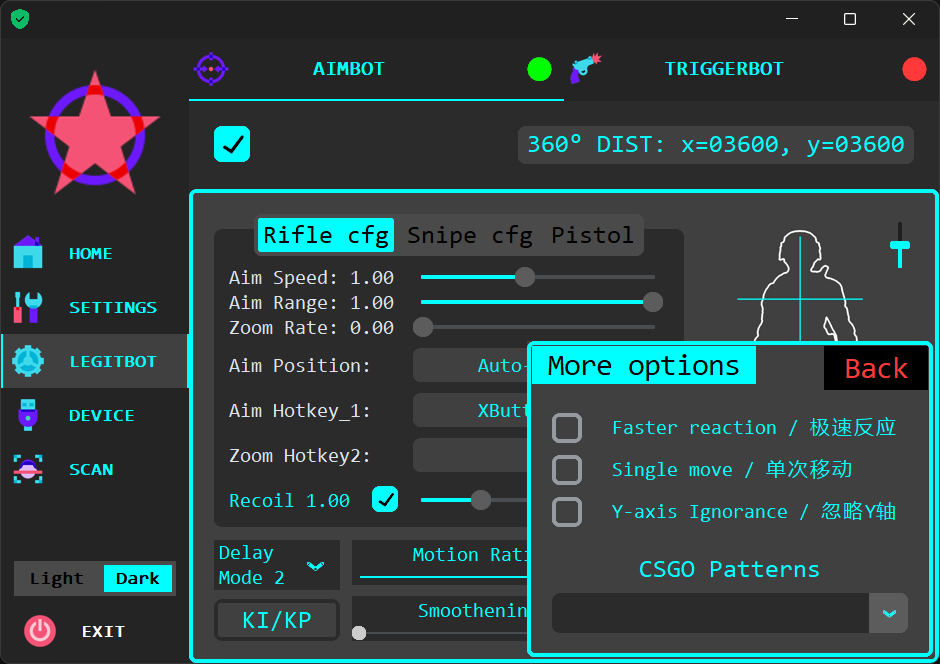 AIMBOT
TRIGGERBOT
360° DIST: x=03600, y=03600
HOME
SETTINGS
LEGITBOT
DEVICE
SCAN
Light
Dark
EXIT
Rifle cfg
Snipe cfg
Pistol
Aim Speed: 1.00
Aim Range: 1.00
Zoom Rate: 0.00
Aim Position:
Auto-
Aim Hotkey_1:
XButt
Zoom Hotkey2:
Recoil 1.00
Delay
Mode 2
Motion Rati
KI/KP
Smoothenin
More options
Back
Faster reaction / 极速反应
Single move / 单次移动
Y-axis Ignorance / 忽略Y轴
CSGO Patterns